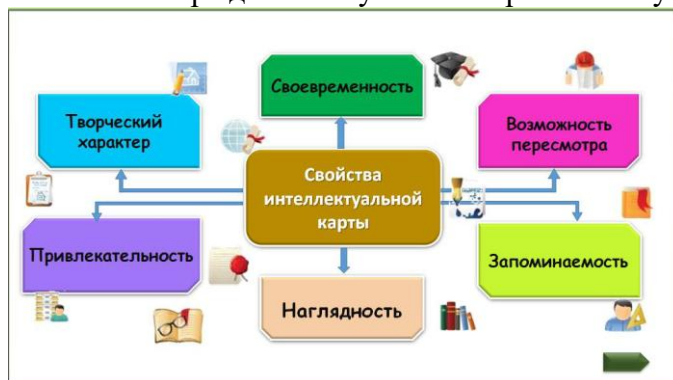 Своевременность
Творческий
характер
Возможность
пересмотра
Свойства
интеллектуальной
карты
Привлекательность
Запоминаемость
Наглядность